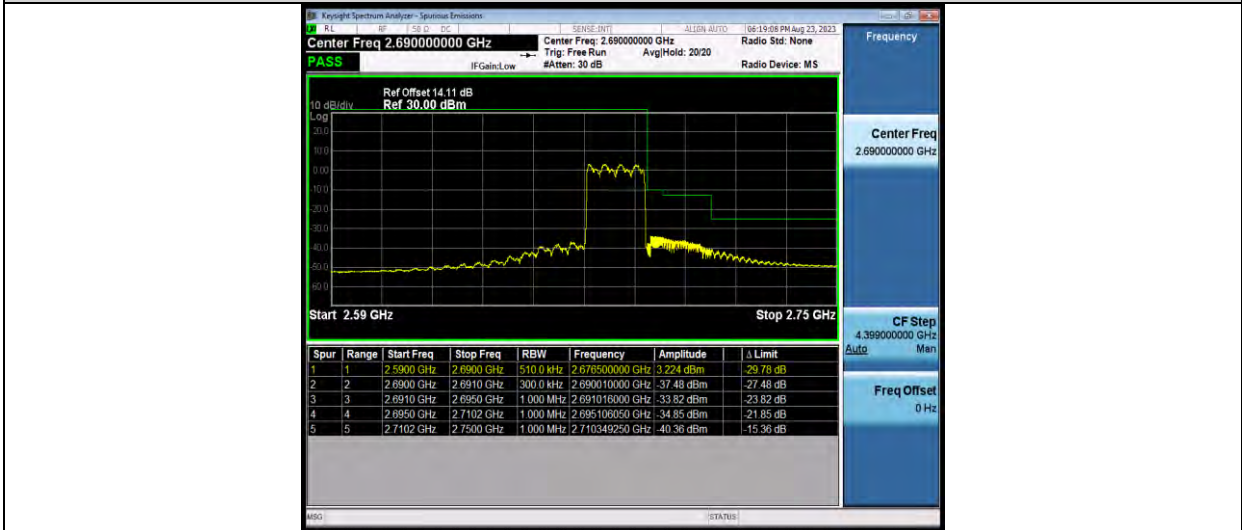 Keysight Spectrum Analyzer - Spurious Emissions
RL RF 50 Ω DC SENSE:INT ALIGN AUTO 06:19:08 PM Aug 23, 2023
Center Freq 2.690000000 GHz
Center Freq: 2.690000000 GHz
Radio Std: None
Trig: Free Run Avg|Hold: 20/20
PASS
IFGain:Low
#Atten: 30 dB
Radio Device: MS
Ref Offset 14.11 dB
10 dB/div Ref 30.00 dBm
Log
20.0
10.0
0.00
-10.0
-20.0
-30.0
-40.0
-50.0
-60.0
Start 2.59 GHz Stop 2.75 GHz
Spur Range Start Freq Stop Freq RBW Frequency Amplitude Δ Limit
1 1 2.5900 GHz 2.6900 GHz 510.0 kHz 2.676500000 GHz 3.224 dBm -29.78 dB
2 2 2.6900 GHz 2.6910 GHz 300.0 kHz 2.690010000 GHz -37.48 dBm -27.48 dB
3 3 2.6910 GHz 2.6950 GHz 1.000 MHz 2.691016000 GHz -33.82 dBm -23.82 dB
4 4 2.6950 GHz 2.7102 GHz 1.000 MHz 2.695106050 GHz -34.85 dBm -21.85 dB
5 5 2.7102 GHz 2.7500 GHz 1.000 MHz 2.710349250 GHz -40.36 dBm -15.36 dB
Frequency
Center Freq
2.690000000 GHz
CF Step
4.399000000 GHz
Auto Man
Freq Offset
0 Hz
MSG STATUS